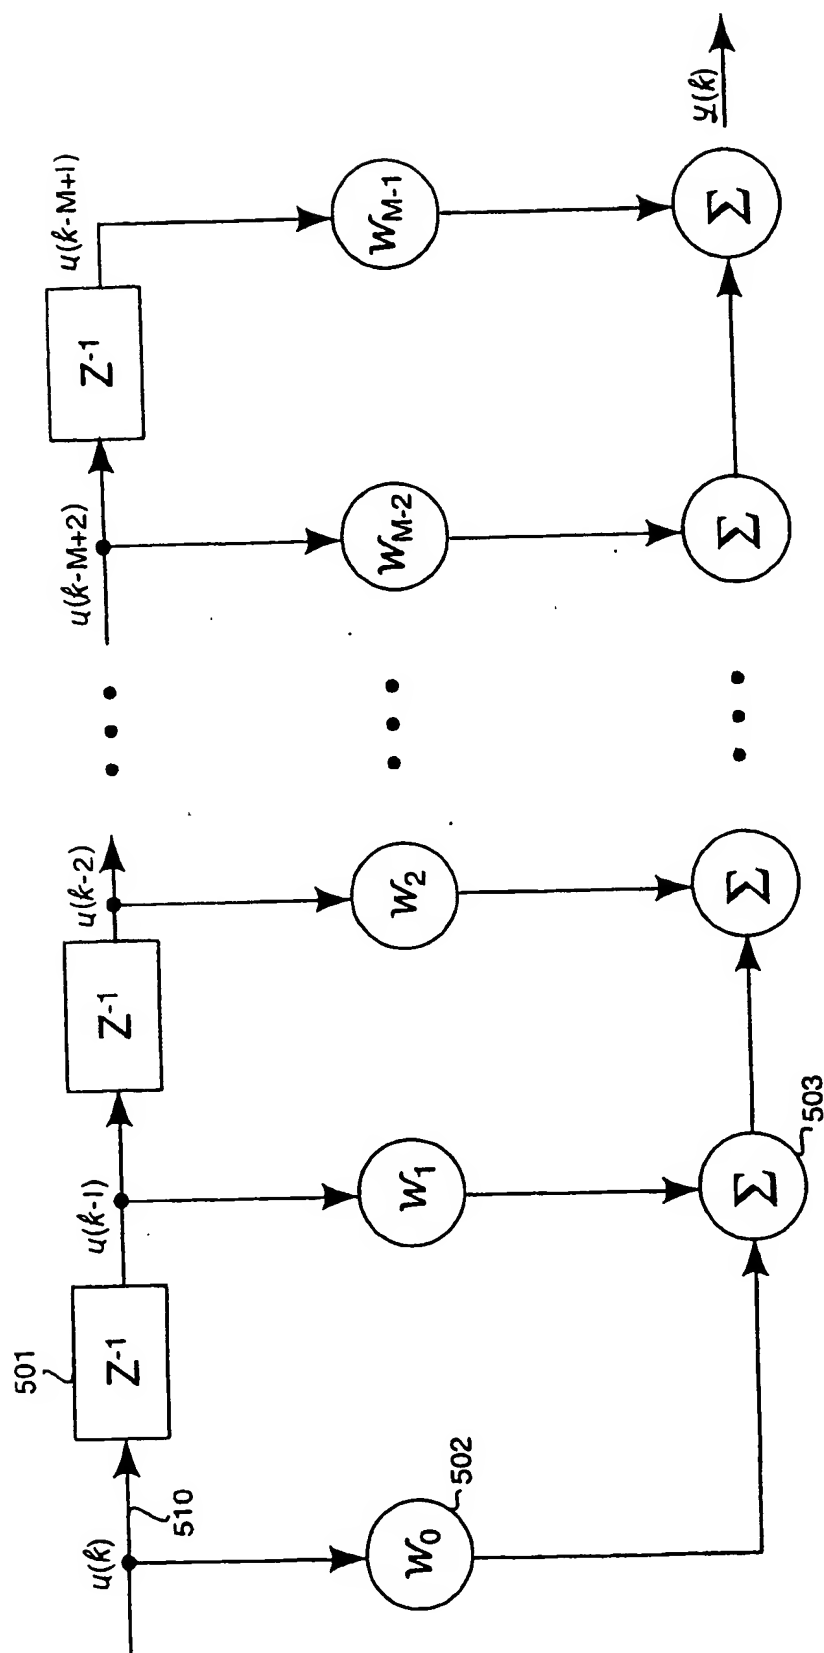 u(k)
u(k-1)
u(k-2)
u(k-M+2)
u(k-M+1)
510
501
Z-1
Z-1
Z-1
W0
W1
W2
WM-2
WM-1
502
Σ
Σ
Σ
Σ
503
y(k)